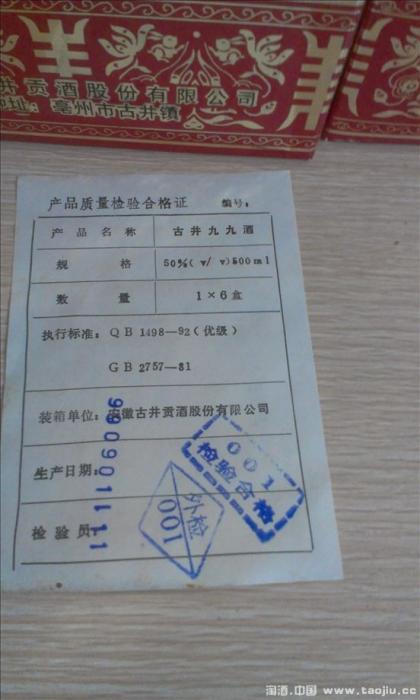 井贡酒股份有限公司
地址：亳州市古井镇
产品质量检验合格证 编号：
产品名称 古井九九酒
规格 50%(v/v)500ml
数量 1×6盒
执行标准：QB 1498—92(优级)
GB 2757—81
装箱单位：安徽古井贡酒股份有限公司
生产日期：
990901
检验员：
001
检验合格
外检
001
淘酒.中国 www.taojiu.cc